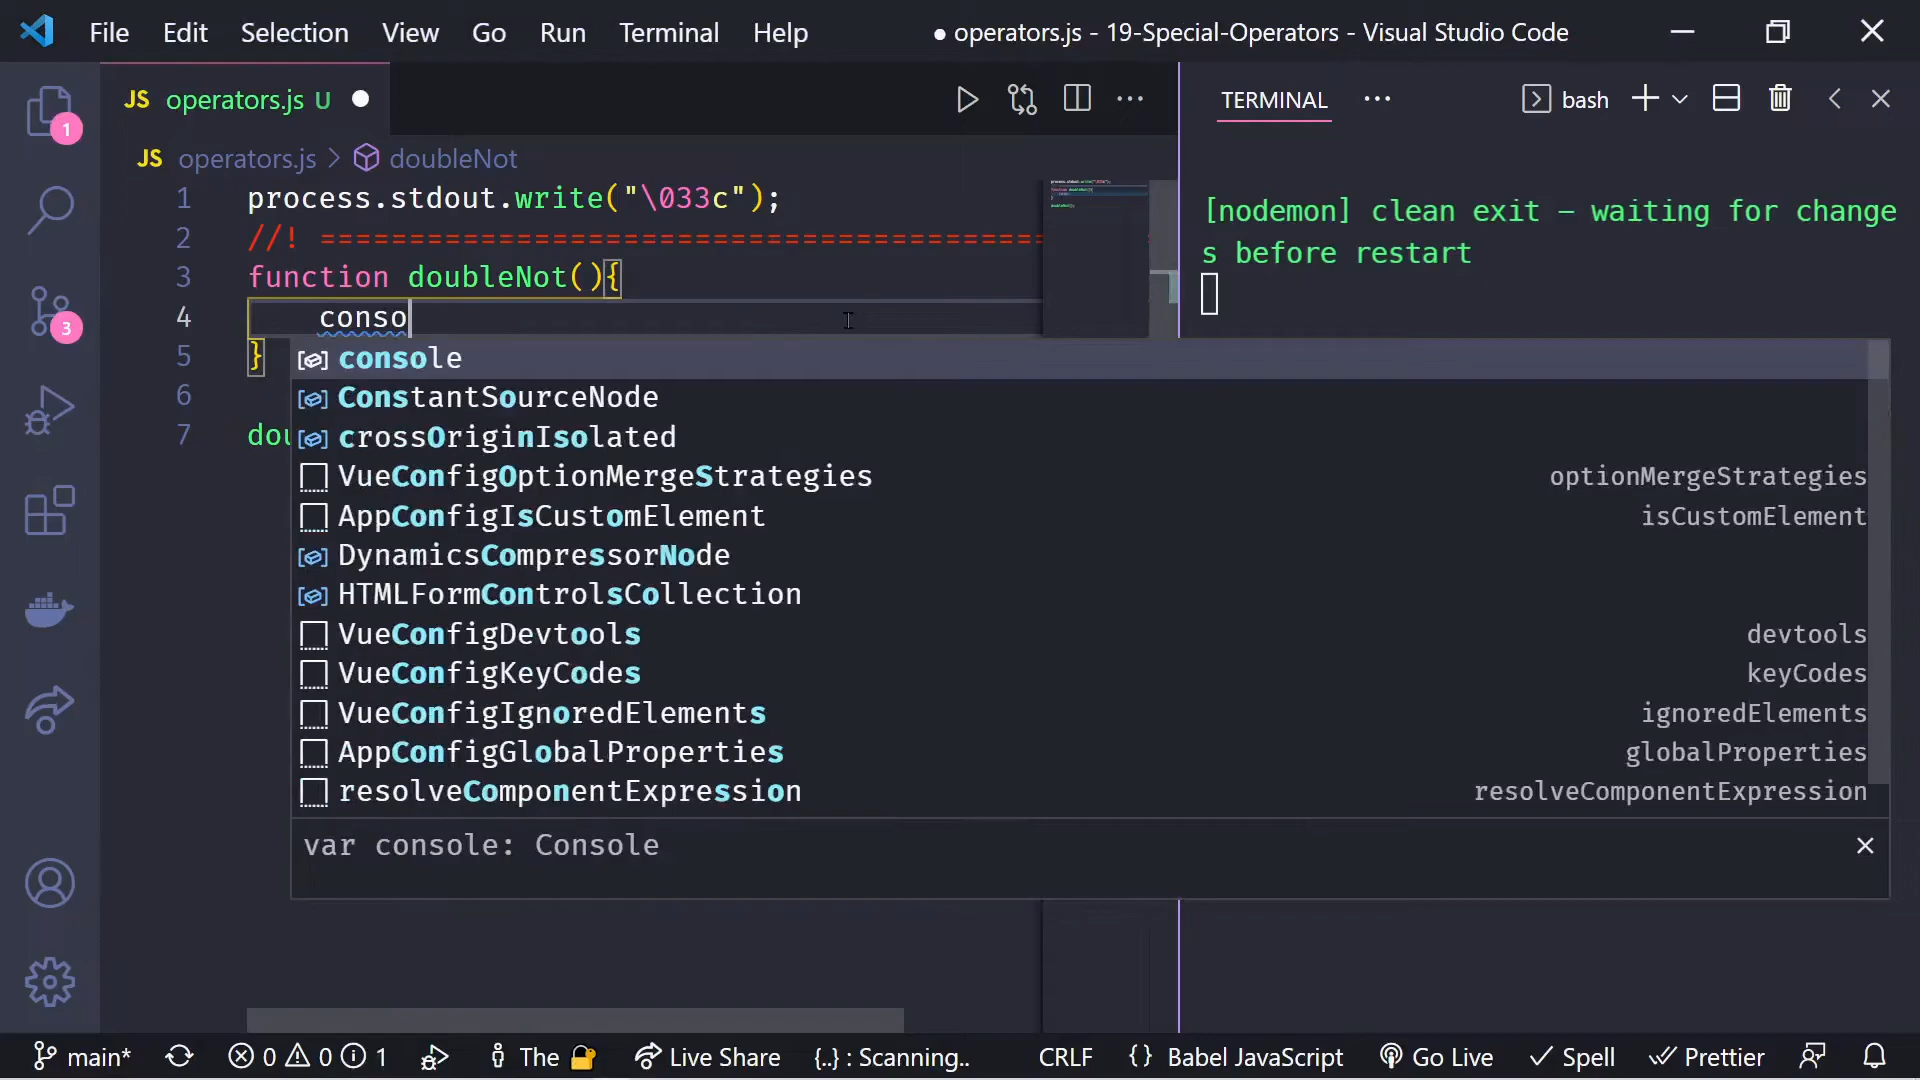 File Edit Selection View Go Run Terminal Help ● operators.js - 19-Special-Operators - Visual Studio Code
JS operators.js U
TERMINAL ··· bash
JS operators.js > doubleNot
1 process.stdout.write("\033c");
2 //! =========================================
3 function doubleNot(){
4 conso
5 }
6
7 dou
[nodemon] clean exit – waiting for change
s before restart
console
ConstantSourceNode
crossOriginIsolated
VueConfigOptionMergeStrategies optionMergeStrategies
AppConfigIsCustomElement isCustomElement
DynamicsCompressorNode
HTMLFormControlsCollection
VueConfigDevtools devtools
VueConfigKeyCodes keyCodes
VueConfigIgnoredElements ignoredElements
AppConfigGlobalProperties globalProperties
resolveComponentExpression resolveComponentExpression
var console: Console
1
3
main* 0 0 1 The Live Share {..} : Scanning.. CRLF {} Babel JavaScript Go Live Spell Prettier